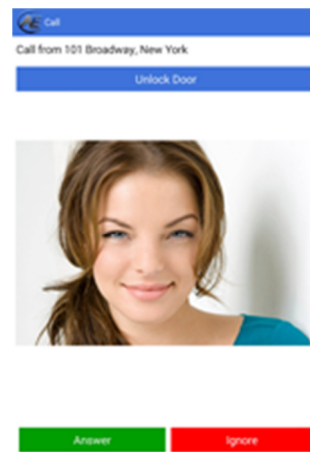 Call
Call from 101 Broadway, New York
Unlock Door
Answer
Ignore